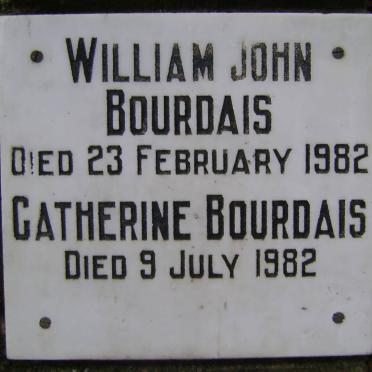 WILLIAM JOHN
BOURDAIS
DIED 23 FEBRUARY 1982
CATHERINE BOURDAIS
DIED 9 JULY 1982